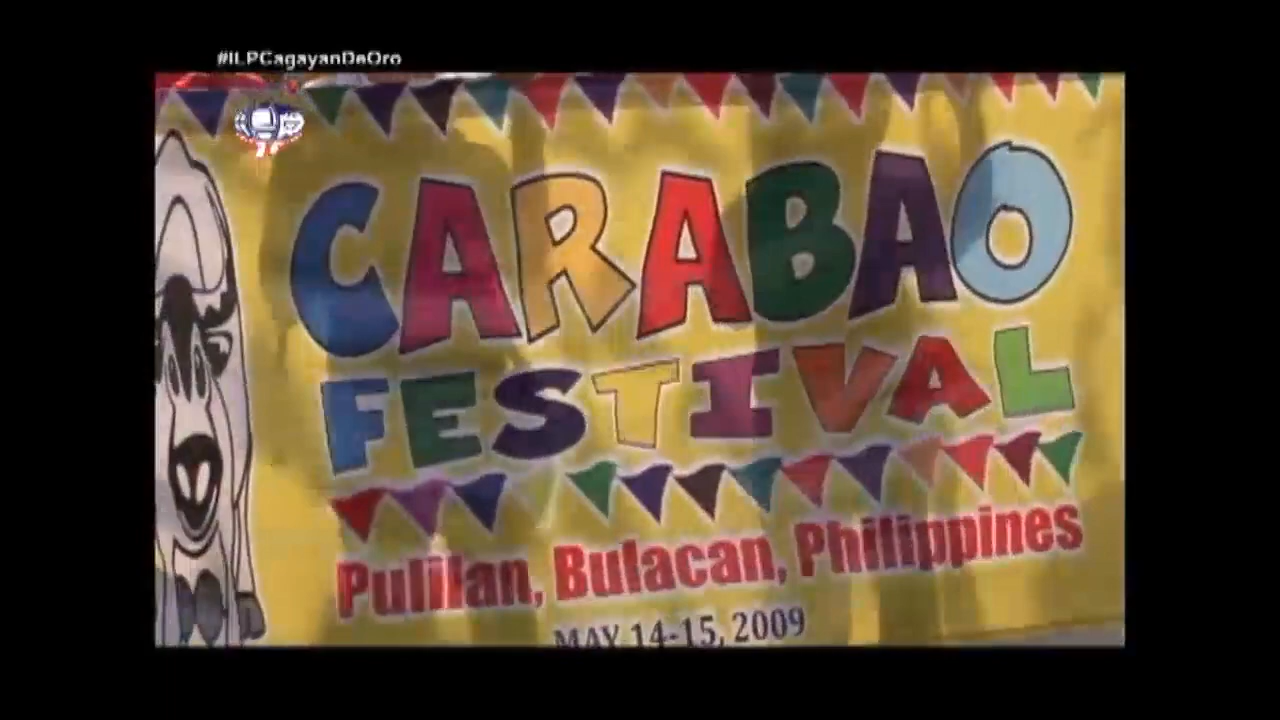 #ILPCagayanDeOro
CARABAO
FESTIVAL
Pulilan, Bulacan, Philippines
MAY 14-15, 2009